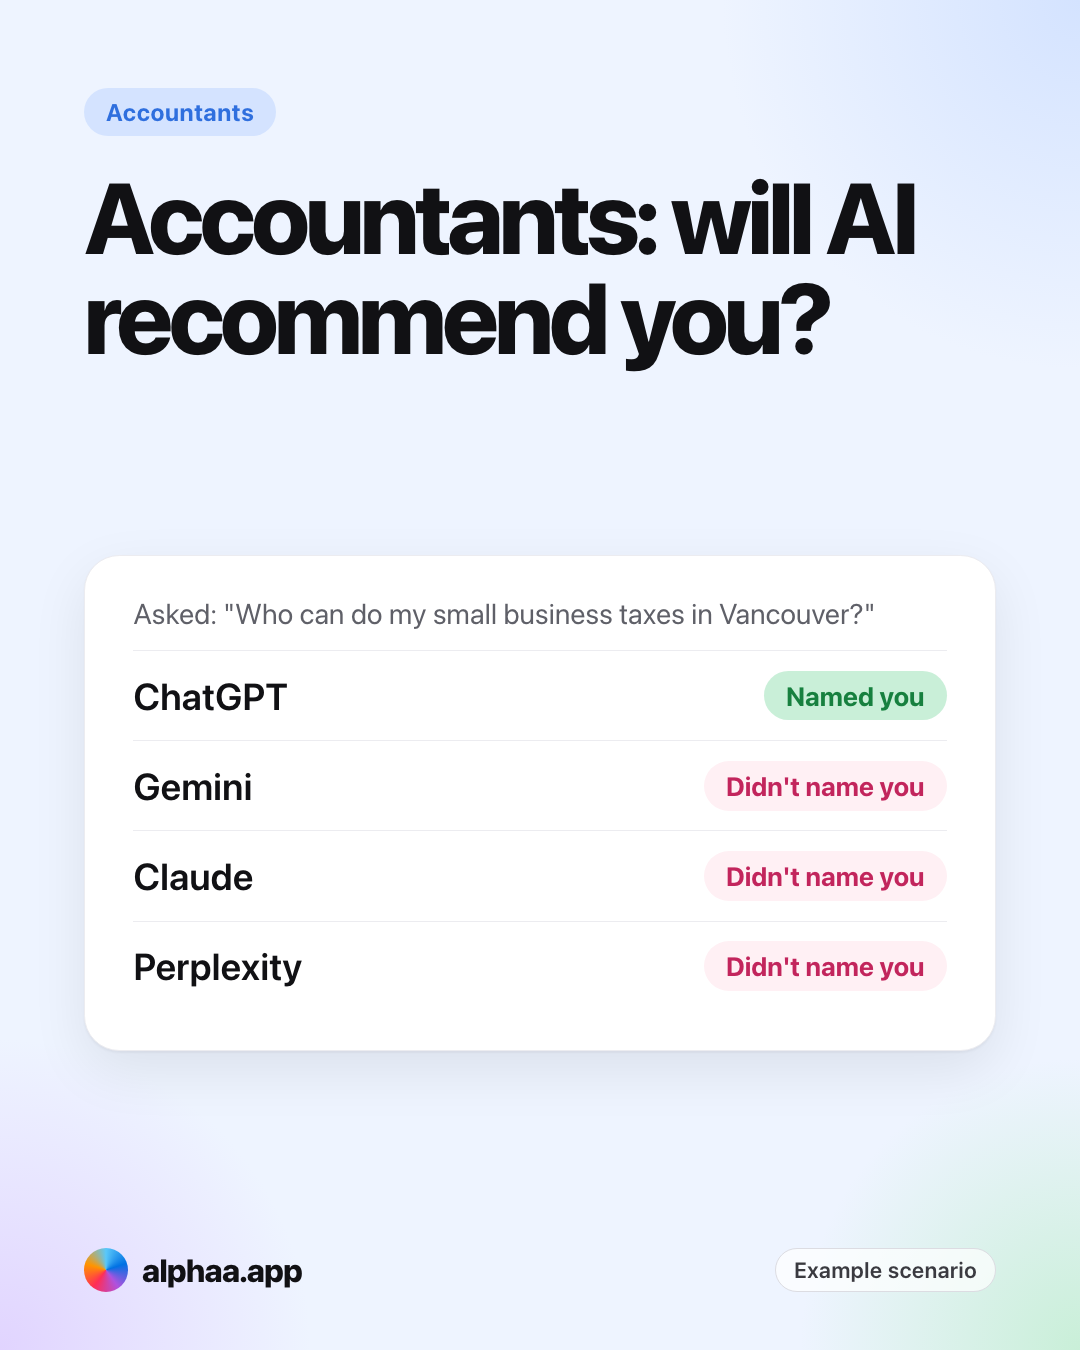 Accountants
Accountants: will AI
recommend you?
Asked: "Who can do my small business taxes in Vancouver?"
ChatGPT
Named you
Gemini
Didn't name you
Claude
Didn't name you
Perplexity
Didn't name you
alphaa.app
Example scenario